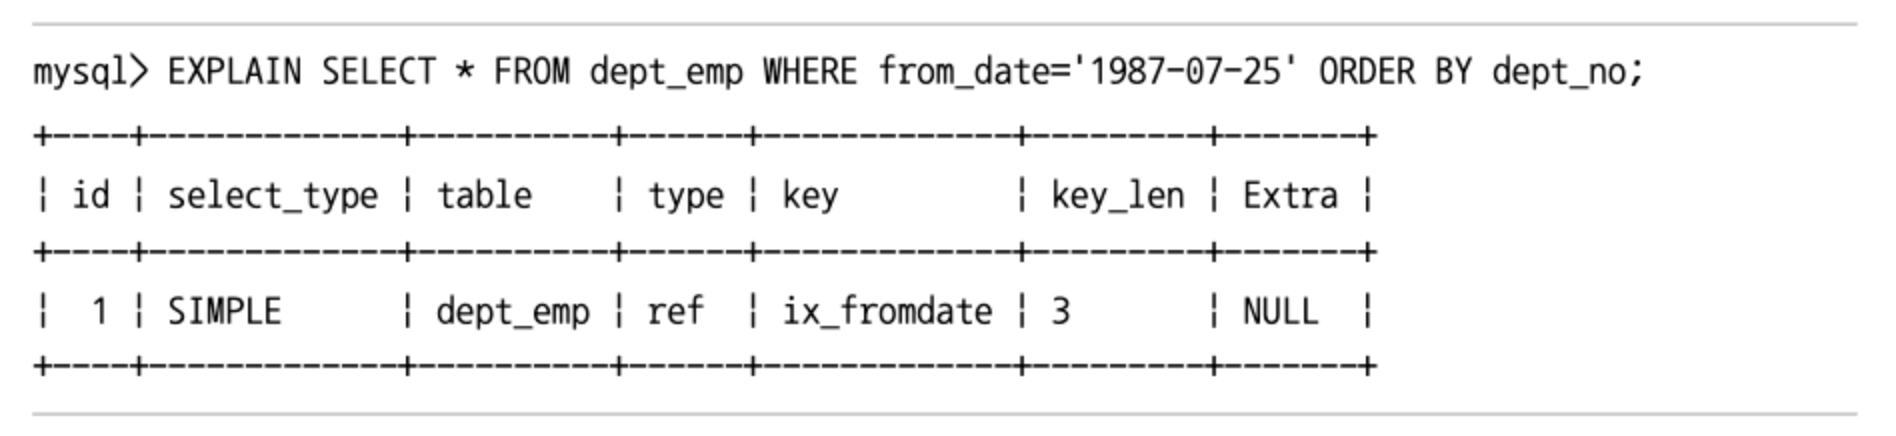 mysql> EXPLAIN SELECT * FROM dept_emp WHERE from_date='1987-07-25' ORDER BY dept_no;
+----+-------------+----------+------+-------------+---------+-------+
¦ id ¦ select_type ¦ table    ¦ type ¦ key         ¦ key_len ¦ Extra ¦
+----+-------------+----------+------+-------------+---------+-------+
¦  1 ¦ SIMPLE      ¦ dept_emp ¦ ref  ¦ ix_fromdate ¦ 3       ¦ NULL  ¦
+----+-------------+----------+------+-------------+---------+-------+